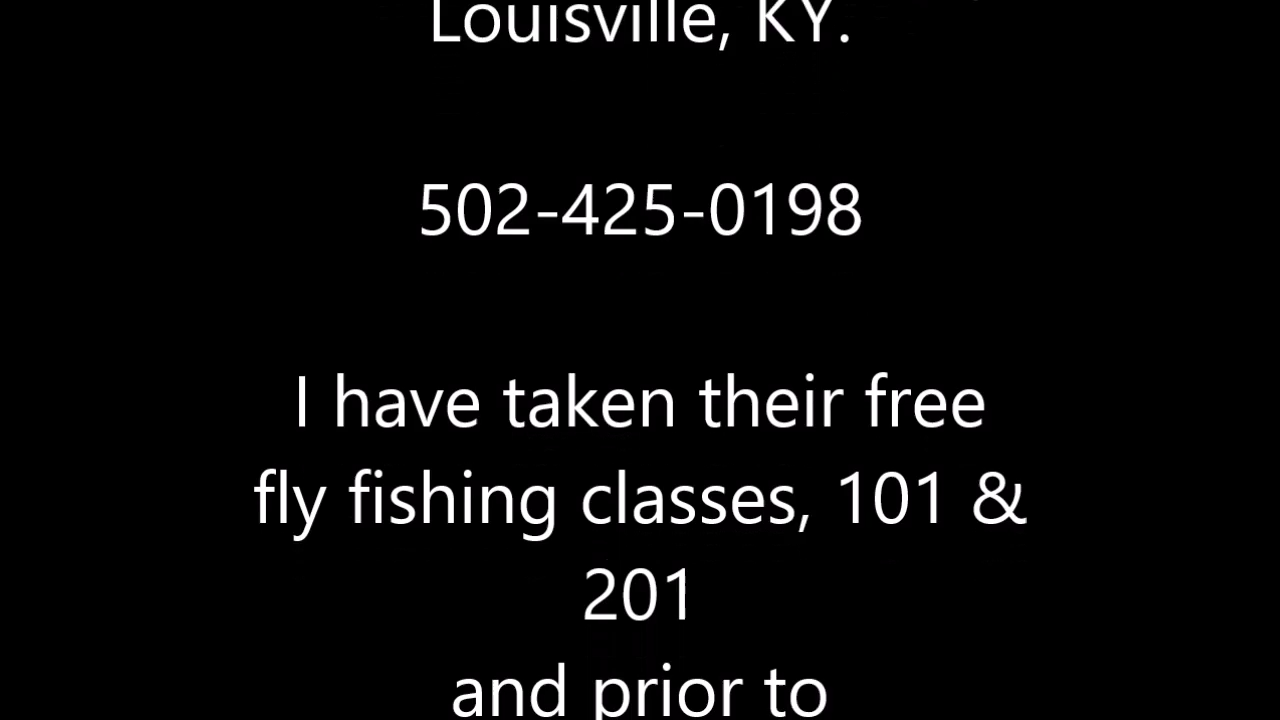 Louisville, KY.
502-425-0198
I have taken their free
fly fishing classes, 101 &
201
and prior to